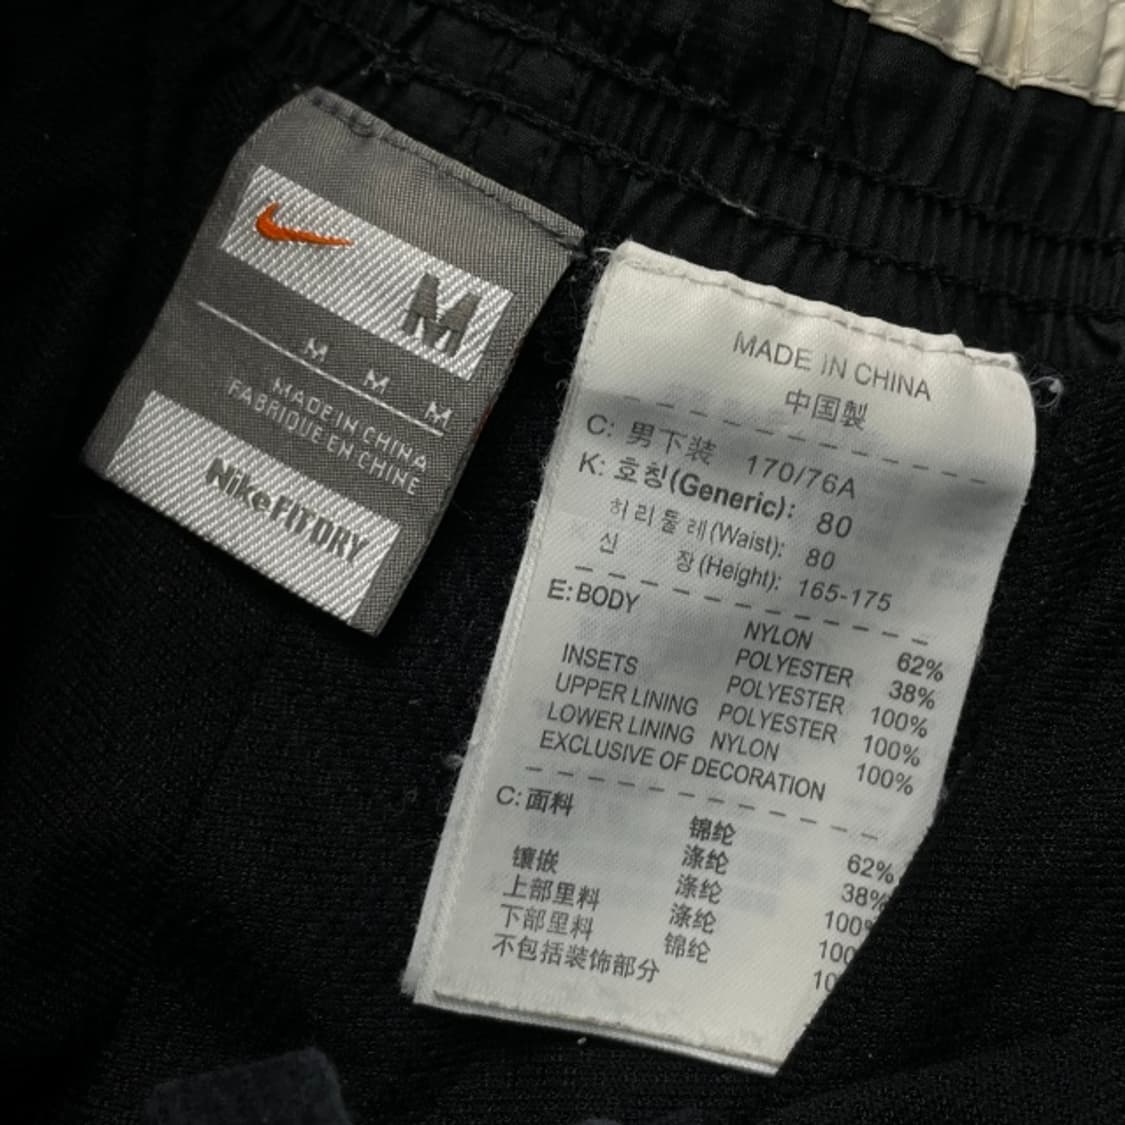 M
M M M
MADE IN CHINA
FABRIQUE EN CHINE
Nike FIT DRY
MADE IN CHINA
中国製
C: 男下装 170/76A
K: 호칭(Generic): 80
허리둘레(Waist): 80
신 장(Height): 165-175
E: BODY NYLON 62%
POLYESTER 38%
INSETS POLYESTER 100%
UPPER LINING POLYESTER 100%
LOWER LINING NYLON 100%
EXCLUSIVE OF DECORATION
C: 面料 锦纶 62%
涤纶 38%
镶嵌 涤纶 100%
上部里料 涤纶 100
下部里料 锦纶 10
不包括装饰部分